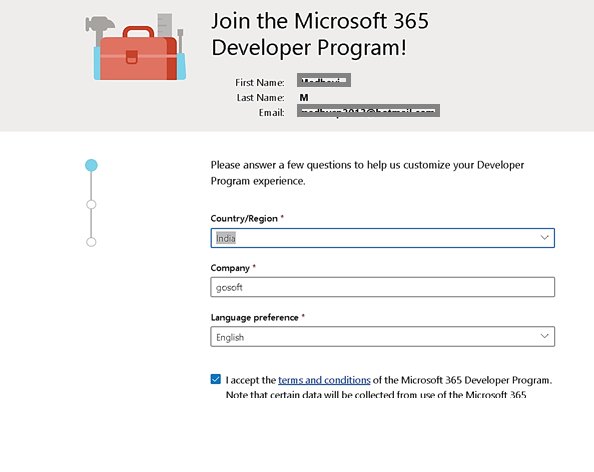 Join the Microsoft 365
Developer Program!
First Name:
Last Name: M
Email:
Please answer a few questions to help us customize your Developer
Program experience.
Country/Region *
India
Company *
gosoft
Language preference *
English
I accept the terms and conditions of the Microsoft 365 Developer Program.
Note that certain data will be collected from use of the Microsoft 365